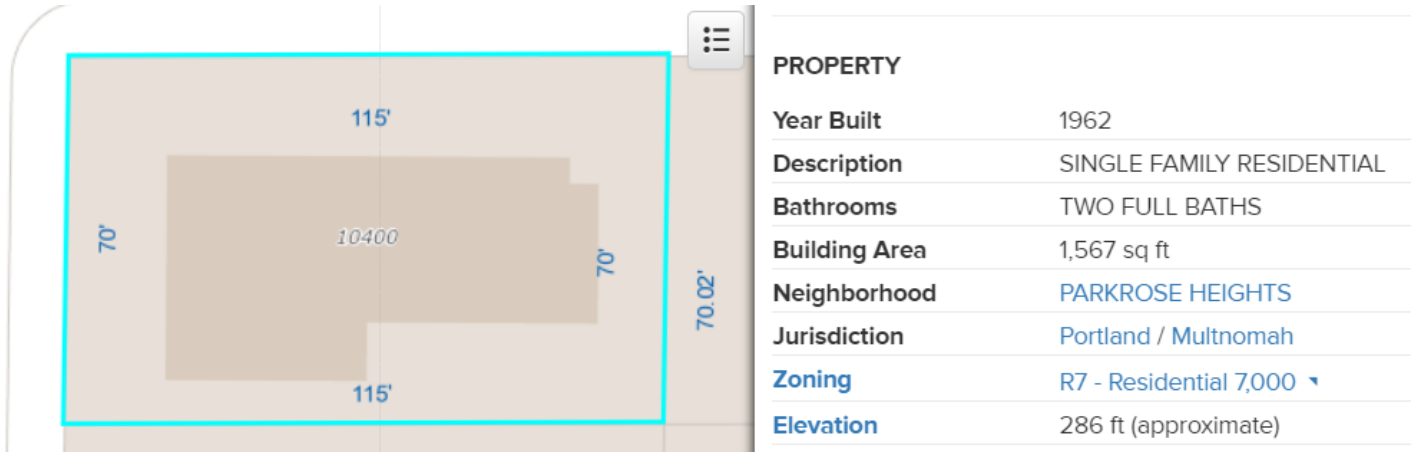 115'
70'
10400
70'
70.02'
115'
PROPERTY
Year Built 1962
Description SINGLE FAMILY RESIDENTIAL
Bathrooms TWO FULL BATHS
Building Area 1,567 sq ft
Neighborhood PARKROSE HEIGHTS
Jurisdiction Portland / Multnomah
Zoning R7 - Residential 7,000
Elevation 286 ft (approximate)